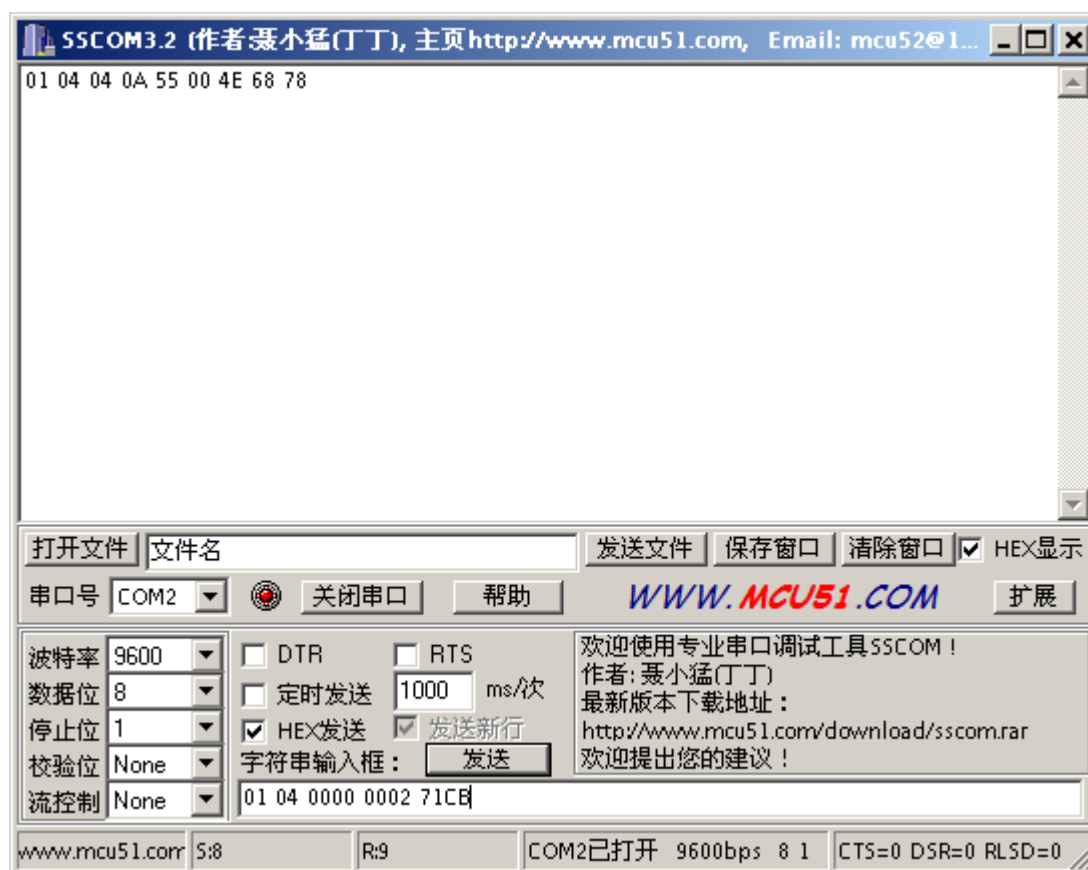 SSCOM3.2 (作者:聂小猛(丁丁), 主页http://www.mcu51.com, Email: mcu52@1...
01 04 04 0A 55 00 4E 68 78
打开文件 文件名 发送文件 保存窗口 清除窗口 HEX显示
串口号 COM2 关闭串口 帮助 WWW.MCU51.COM 扩展
波特率 9600 DTR RTS
数据位 8 定时发送 1000 ms/次
停止位 1 HEX发送 发送新行
校验位 None 字符串输入框： 发送
流控制 None 01 04 0000 0002 71CB
欢迎使用专业串口调试工具SSCOM！
作者:聂小猛(丁丁)
最新版本下载地址：
http://www.mcu51.com/download/sscom.rar
欢迎提出您的建议！
www.mcu51.com S:8 R:9 COM2已打开 9600bps 8 1 CTS=0 DSR=0 RLSD=0